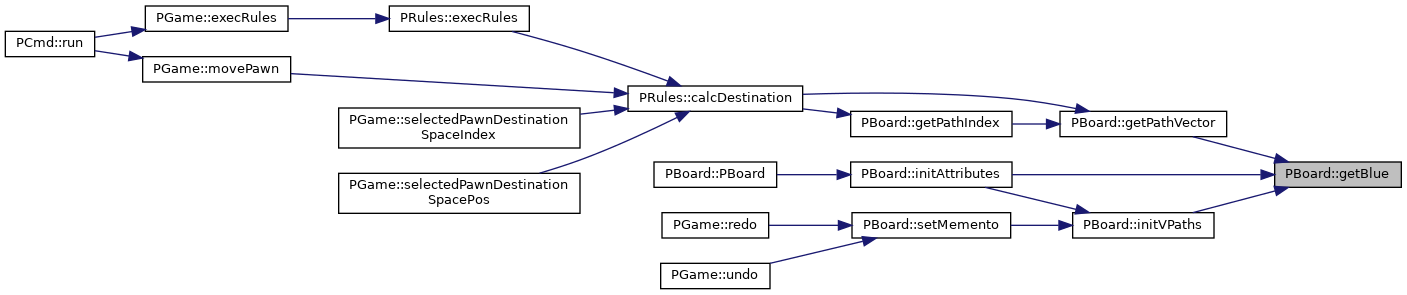 PGame::execRules
PRules::execRules
PCmd::run
PGame::movePawn
PRules::calcDestination
PGame::selectedPawnDestination
SpaceIndex
PBoard::getPathIndex
PBoard::getPathVector
PBoard::PBoard
PBoard::initAttributes
PBoard::getBlue
PGame::selectedPawnDestination
SpacePos
PGame::redo
PBoard::setMemento
PBoard::initVPaths
PGame::undo